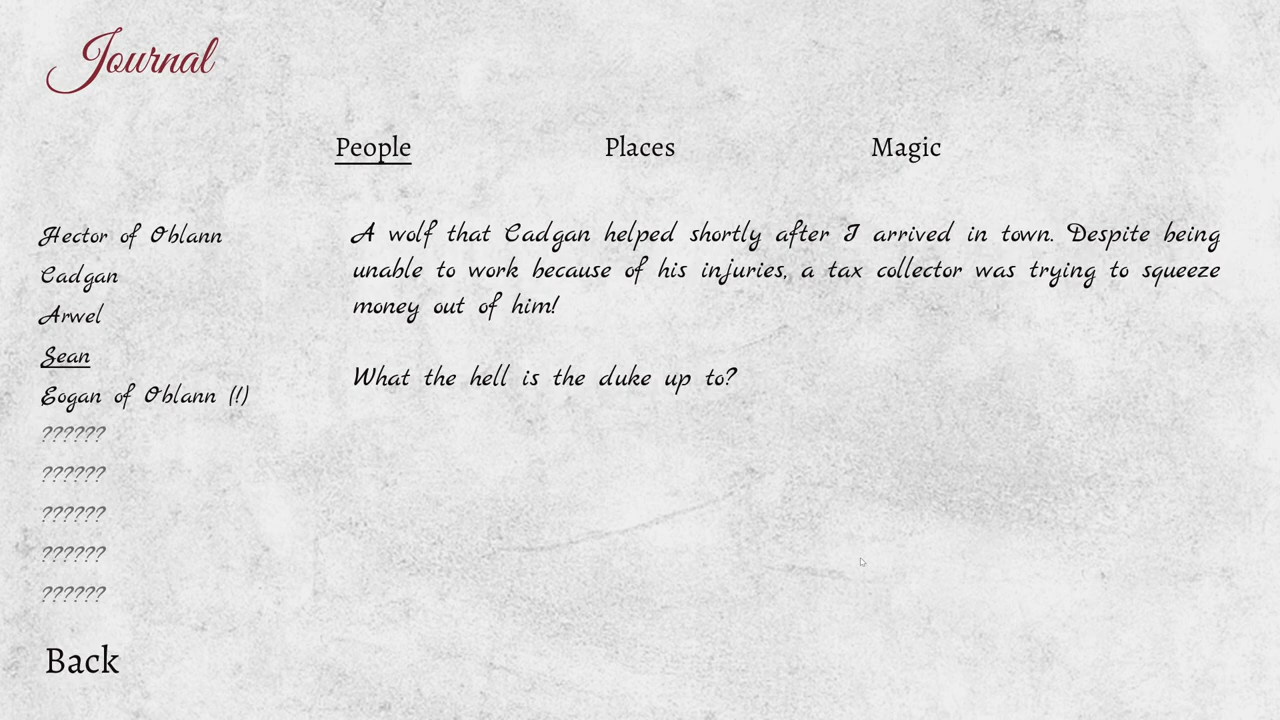 Journal
People Places Magic
Hector of Oblann
Cadgan
Arwel
Sean
Eogan of Oblann (!)
??????
??????
??????
??????
??????
A wolf that Cadgan helped shortly after I arrived in town. Despite being
unable to work because of his injuries, a tax collector was trying to squeeze
money out of him!
What the hell is the duke up to?
Back